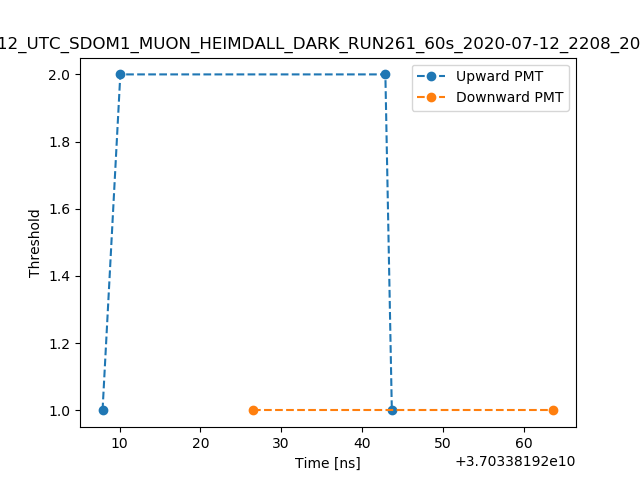 12_UTC_SDOM1_MUON_HEIMDALL_DARK_RUN261_60s_2020-07-12_2208_20
Upward PMT
Downward PMT
2.0
1.8
1.6
1.4
1.2
1.0
Threshold
10 20 30 40 50 60
Time [ns]
+3.70338192e10